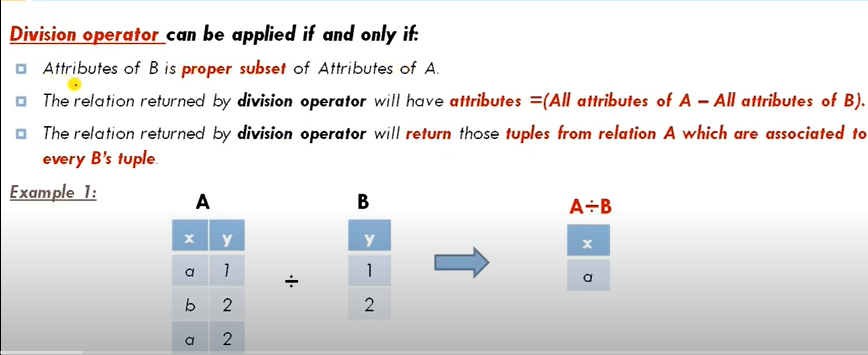 Division operator can be applied if and only if:
Attributes of B is proper subset of Attributes of A.
The relation returned by division operator will have attributes =(All attributes of A – All attributes of B).
The relation returned by division operator will return those tuples from relation A which are associated to
every B's tuple.
Example 1:
A B A÷B
x y y x
a 1 ÷ 1 a
b 2 2
a 2